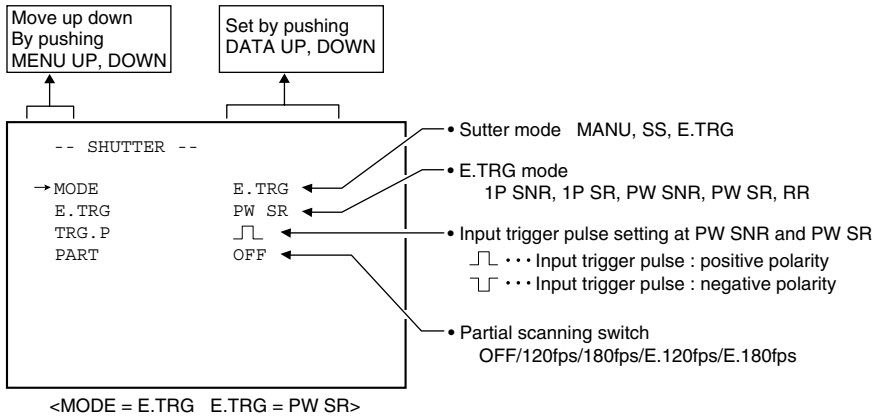 Move up down
By pushing
MENU UP, DOWN
Set by pushing
DATA UP, DOWN
-- SHUTTER --
→MODE E.TRG
E.TRG PW SR
TRG.P
PART OFF
• Sutter mode MANU, SS, E.TRG
• E.TRG mode
1P SNR, 1P SR, PW SNR, PW SR, RR
• Input trigger pulse setting at PW SNR and PW SR
··· Input trigger pulse : positive polarity
··· Input trigger pulse : negative polarity
• Partial scanning switch
OFF/120fps/180fps/E.120fps/E.180fps
<MODE = E.TRG E.TRG = PW SR>